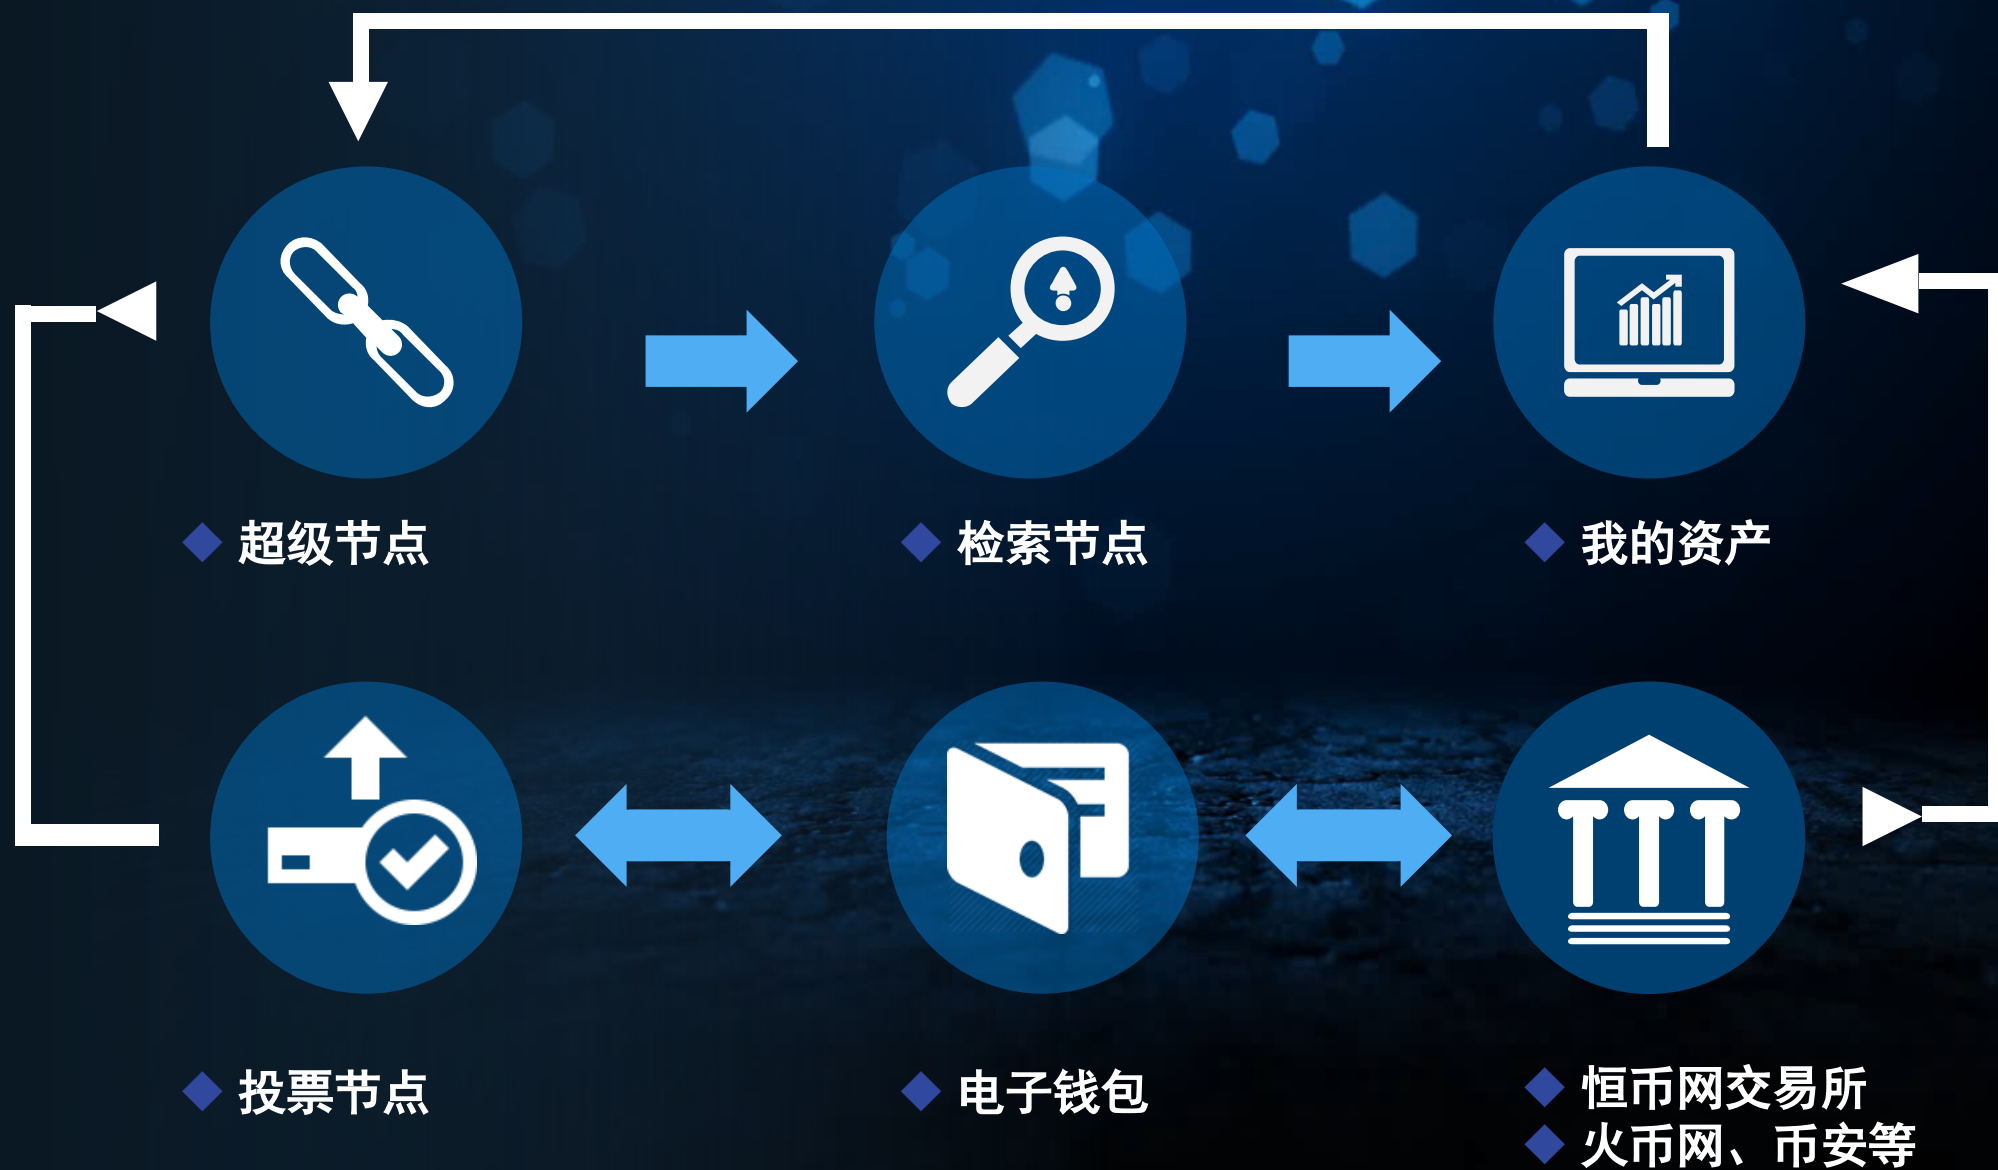 超级节点
检索节点
我的资产
投票节点
电子钱包
恒币网交易所
火币网、币安等